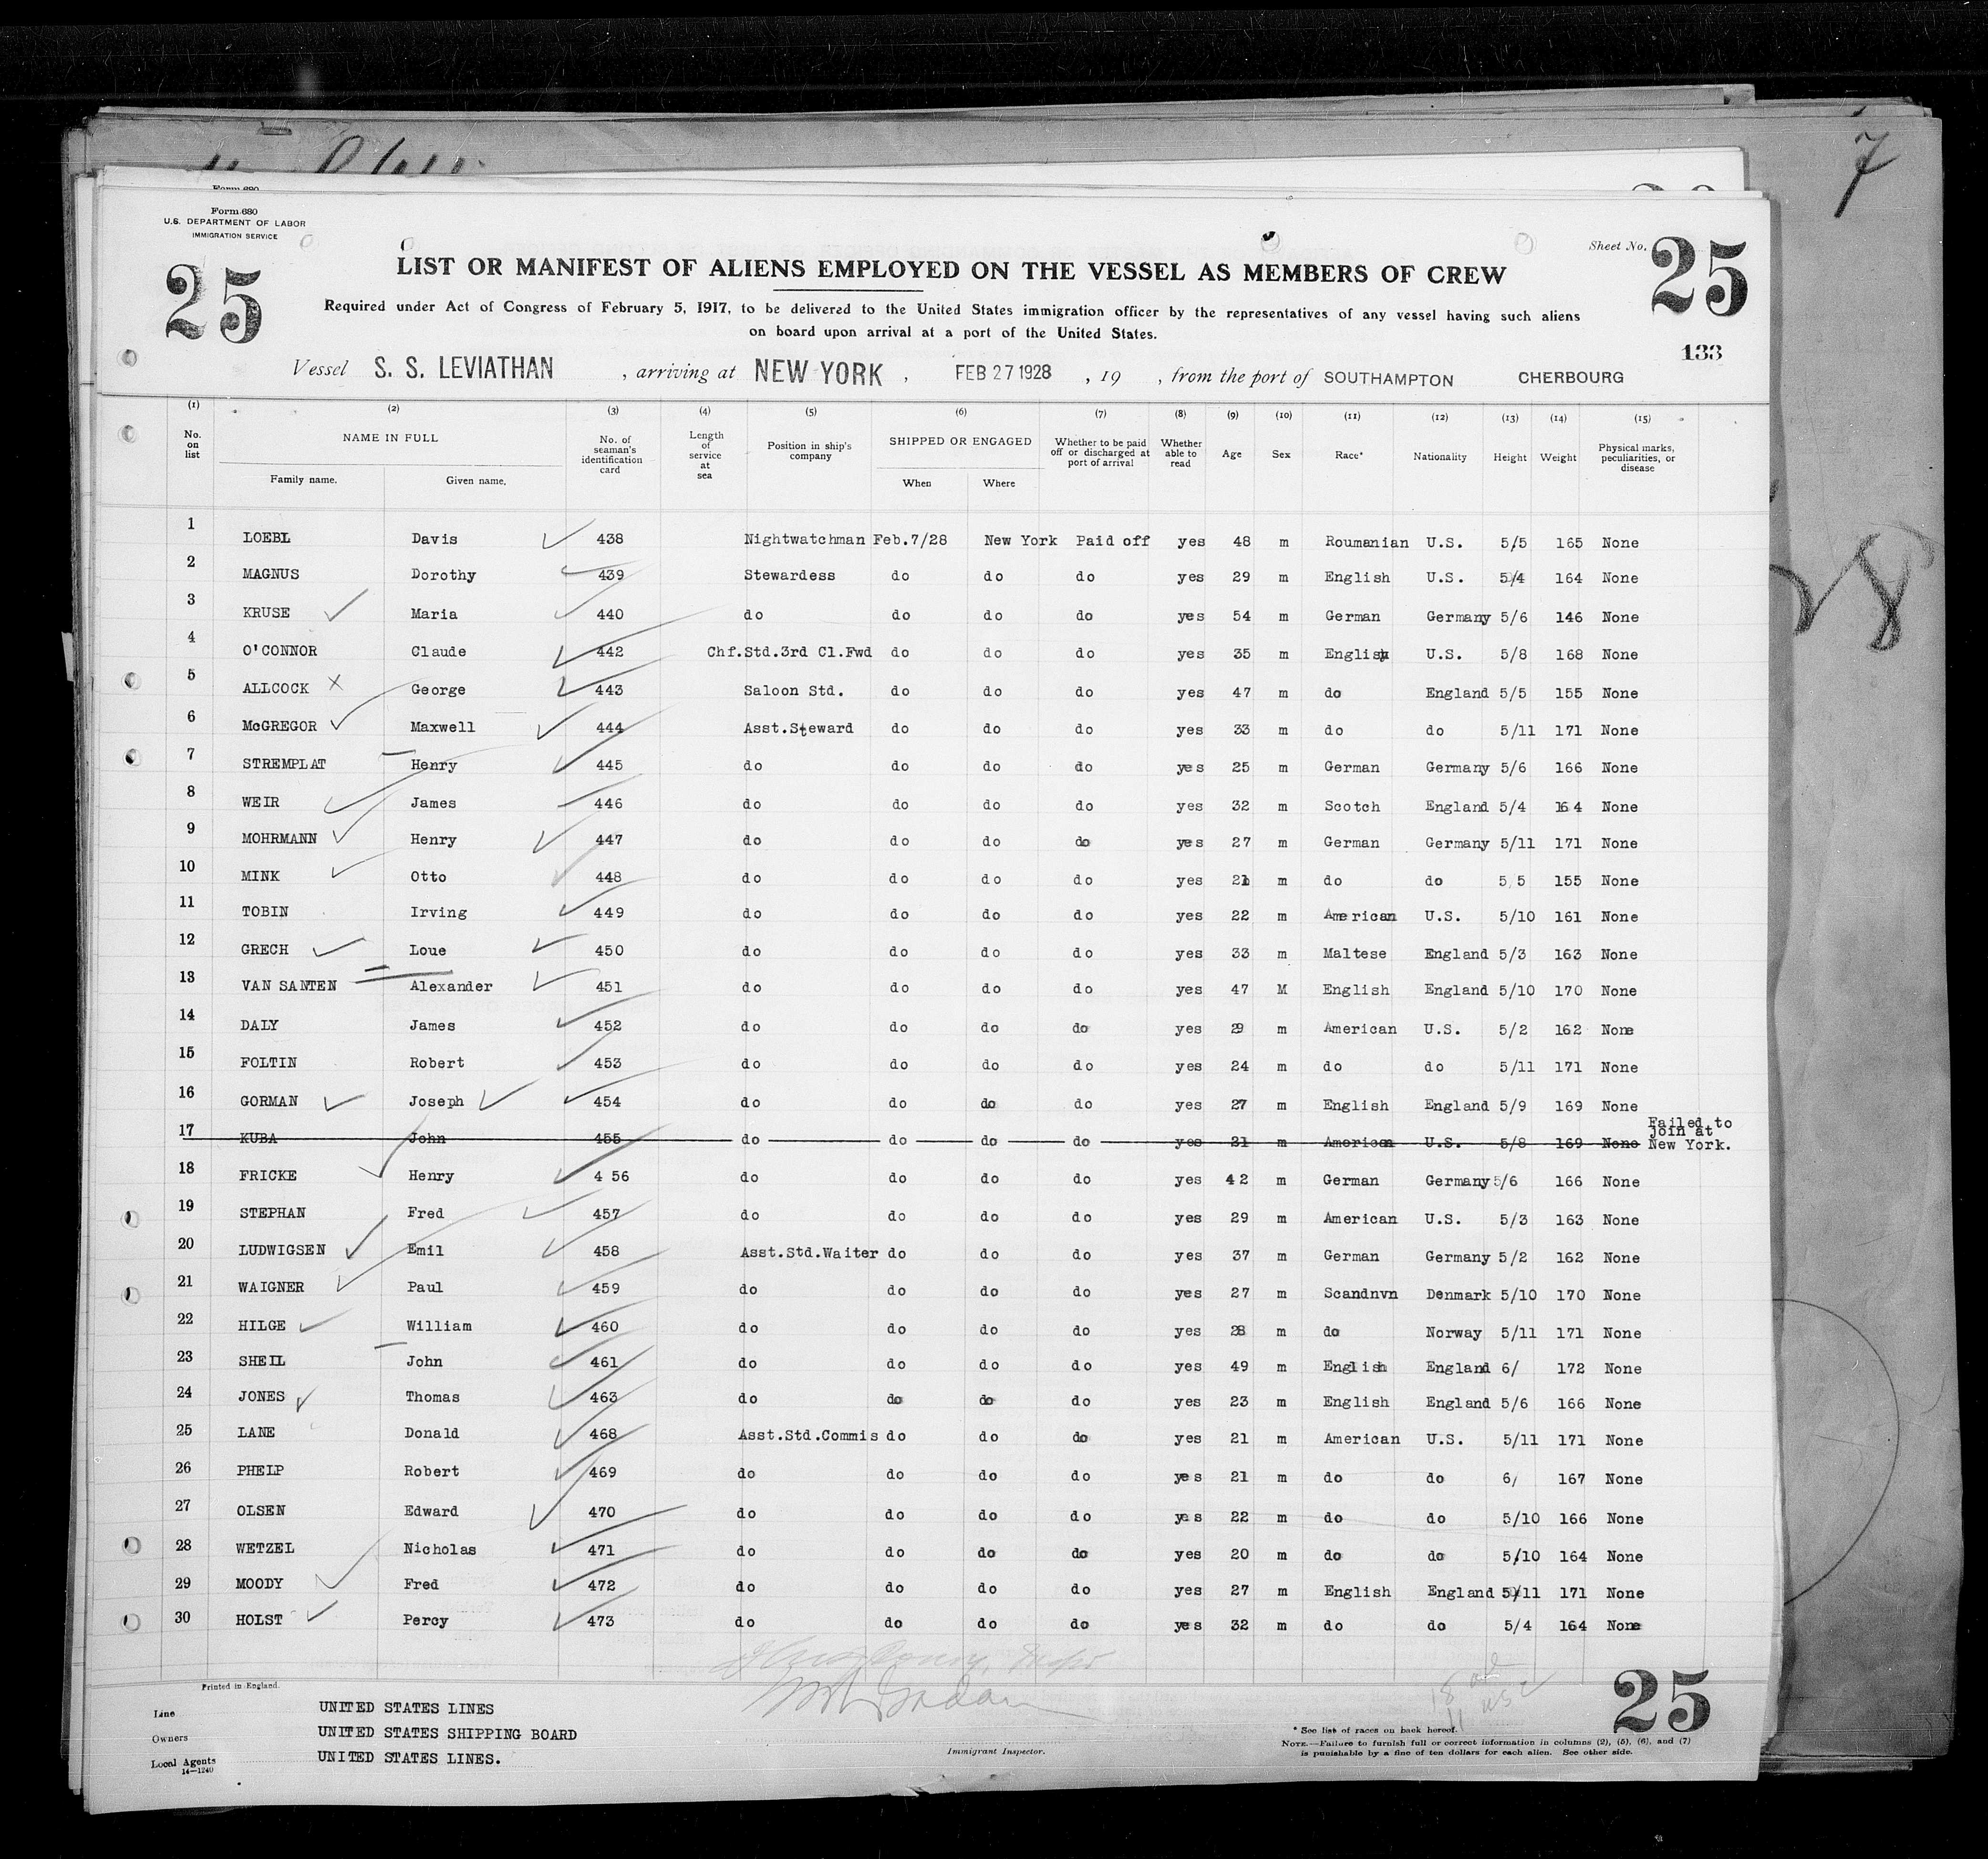 7
28
Form 680
U.S. DEPARTMENT OF LABOR
IMMIGRATION SERVICE
Sheet No.
25
25
LIST OR MANIFEST OF ALIENS EMPLOYED ON THE VESSEL AS MEMBERS OF CREW
Required under Act of Congress of February 5, 1917, to be delivered to the United States immigration officer by the representatives of any vessel having such aliens
on board upon arrival at a port of the United States.
133
Vessel S. S. LEVIATHAN , arriving at NEW YORK , FEB 27 1928 , 19 , from the port of SOUTHAMPTON CHERBOURG
(1) (2) (3) (4) (5) (6) (7) (8) (9) (10) (11) (12) (13) (14) (15)
No. on list NAME IN FULL No. of seaman's identification card Length of service at sea Position in ship's company SHIPPED OR ENGAGED Whether to be paid off or discharged at port of arrival Whether able to read Age Sex Race* Nationality Height Weight Physical marks, peculiarities, or disease
Family name. Given name. When Where
1 LOEBL Davis 438 Nightwatchman Feb.7/28 New York Paid off yes 48 m Roumanian U.S. 5/5 165 None
2 MAGNUS Dorothy 439 Stewardess do do do yes 29 m English U.S. 5/4 164 None
3 KRUSE Maria 440 do do do do yes 54 m German Germany 5/6 146 None
4 O'CONNOR Claude 442 Chf.Std.3rd Cl.Fwd do do do yes 35 m English U.S. 5/8 168 None
5 ALLCOCK George 443 Saloon Std. do do do yes 47 m do England 5/5 155 None
6 McGREGOR Maxwell 444 Asst.Steward do do do yes 33 m do do 5/11 171 None
7 STREMPLAT Henry 445 do do do do yes 25 m German Germany 5/6 166 None
8 WEIR James 446 do do do do yes 32 m Scotch England 5/4 164 None
9 MOHRMANN Henry 447 do do do do yes 27 m German Germany 5/11 171 None
10 MINK Otto 448 do do do do yes 21 m do do 5 5 155 None
11 TOBIN Irving 449 do do do do yes 22 m American U.S. 5/10 161 None
12 GRECH Loue 450 do do do do yes 33 m Maltese England 5/3 163 None
13 VAN SANTEN Alexander 451 do do do do yes 47 M English England 5/10 170 None
14 DALY James 452 do do do do yes 29 m American U.S. 5/2 162 None
15 FOLTIN Robert 453 do do do do yes 24 m do do 5/11 171 None
16 GORMAN Joseph 454 do do do do yes 27 m English England 5/9 169 None
17 KUBA John 455 do do do do yes 21 m American U.S. 5/8 169 None Failed to join at New York.
18 FRICKE Henry 4 56 do do do do yes 42 m German Germany 5/6 166 None
19 STEPHAN Fred 457 do do do do yes 29 m American U.S. 5/3 163 None
20 LUDWIGSEN Emil 458 Asst.Std.Waiter do do do yes 37 m German Germany 5/2 162 None
21 WAIGNER Paul 459 do do do do yes 27 m Scandnvn Denmark 5/10 170 None
22 HILGE William 460 do do do do yes 28 m do Norway 5/11 171 None
23 SHEIL John 461 do do do do yes 49 m English England 6/ 172 None
24 JONES Thomas 463 do do do do yes 23 m English England 5/6 166 None
25 LANE Donald 468 Asst.Std.Commis do do do yes 21 m American U.S. 5/11 171 None
26 PHELP Robert 469 do do do do yes 21 m do do 6/ 167 None
27 OLSEN Edward 470 do do do do yes 22 m do do 5/10 166 None
28 WETZEL Nicholas 471 do do do do yes 20 m do do 5/10 164 None
29 MOODY Fred 472 do do do do yes 27 m English England 5/11 171 None
30 HOLST Percy 473 do do do do yes 32 m do do 5/4 164 None
Printed in England.
Line UNITED STATES LINES
Owners UNITED STATES SHIPPING BOARD
Local Agents UNITED STATES LINES.
14—1240
Immigrant Inspector.
25
* See list of races on back hereof.
NOTE.—Failure to furnish full or correct information in columns (2), (5), (6), and (7)
is punishable by a fine of ten dollars for each alien. See other side.